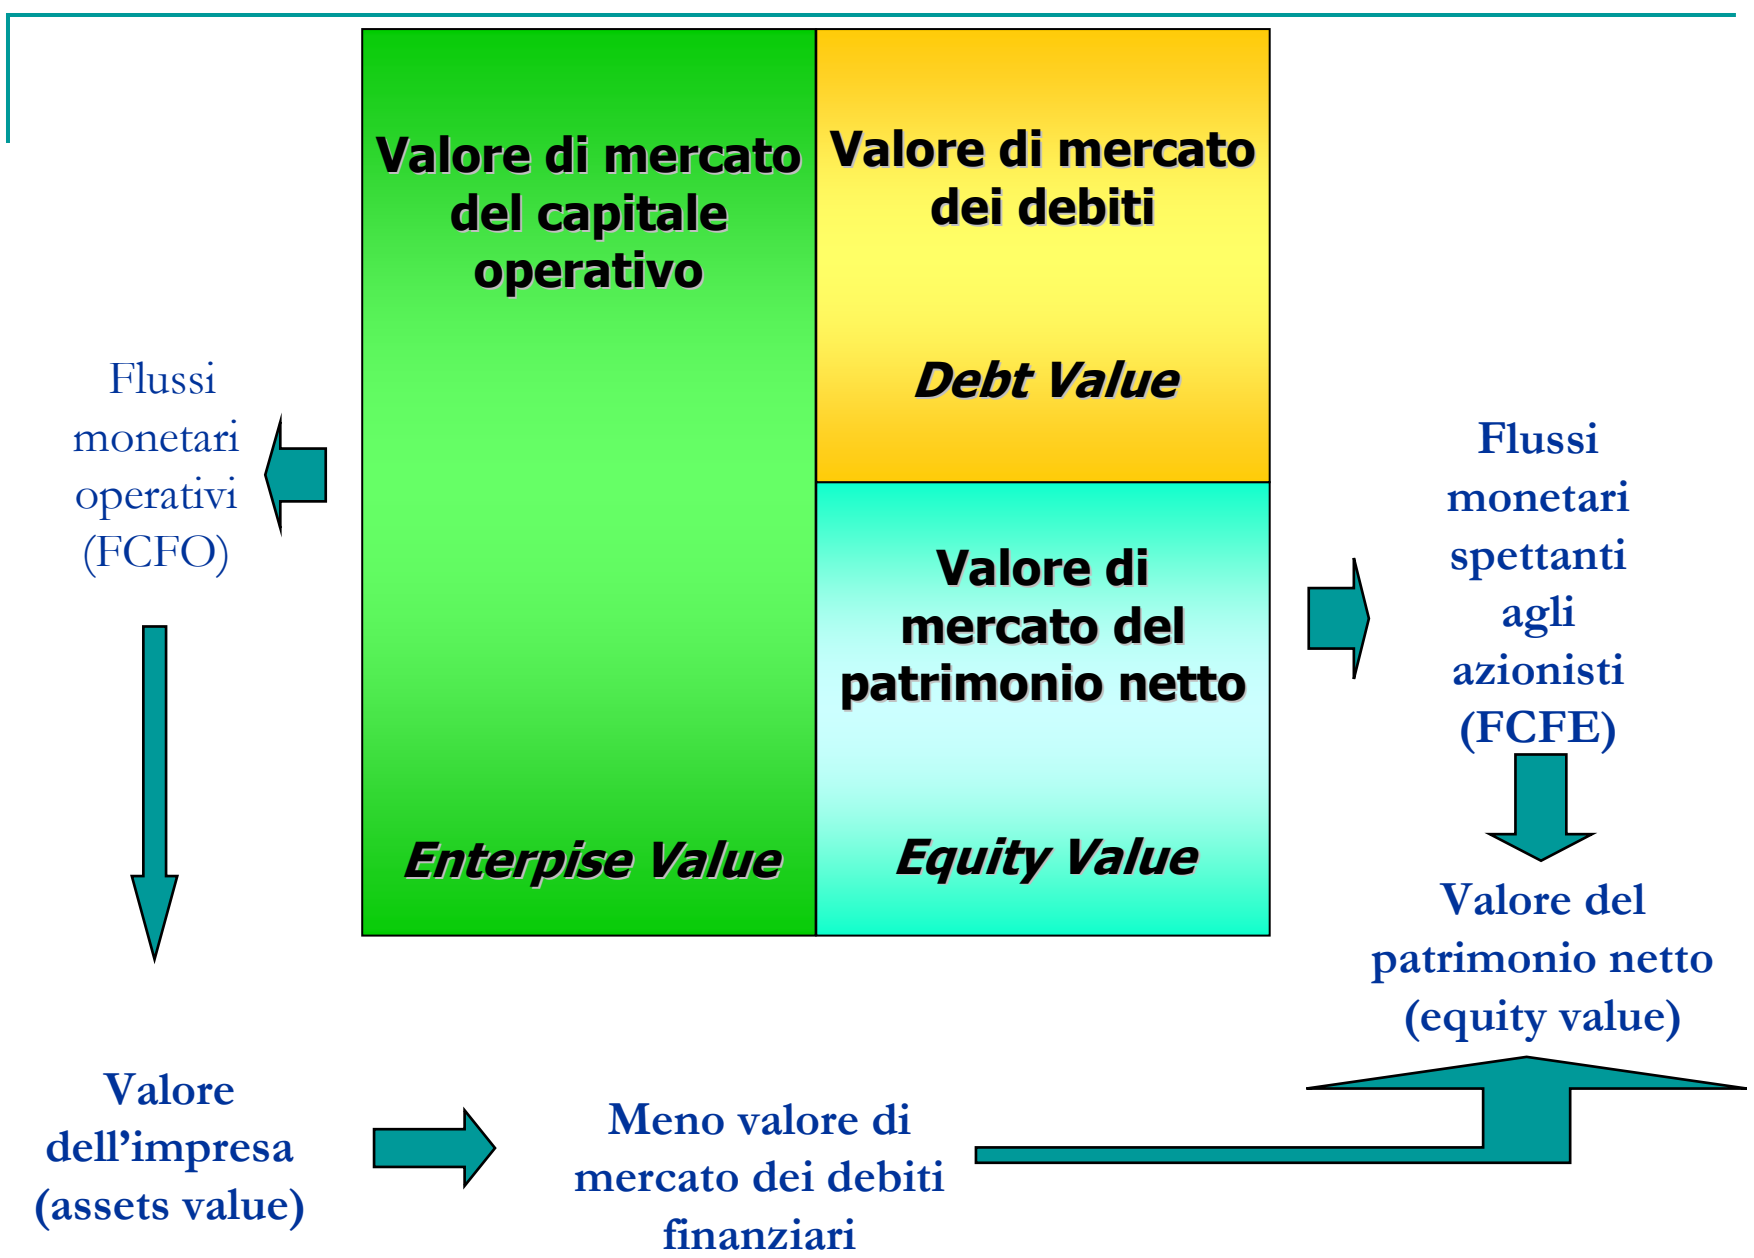 Valore di mercato
del capitale
operativo
Enterpise Value
Valore di mercato
dei debiti
Debt Value
Valore di
mercato del
patrimonio netto
Equity Value
Flussi
monetari
operativi
(FCFO)
Flussi
monetari
spettanti
agli
azionisti
(FCFE)
Valore del
patrimonio netto
(equity value)
Valore
dell’impresa
(assets value)
Meno valore di
mercato dei debiti
finanziari